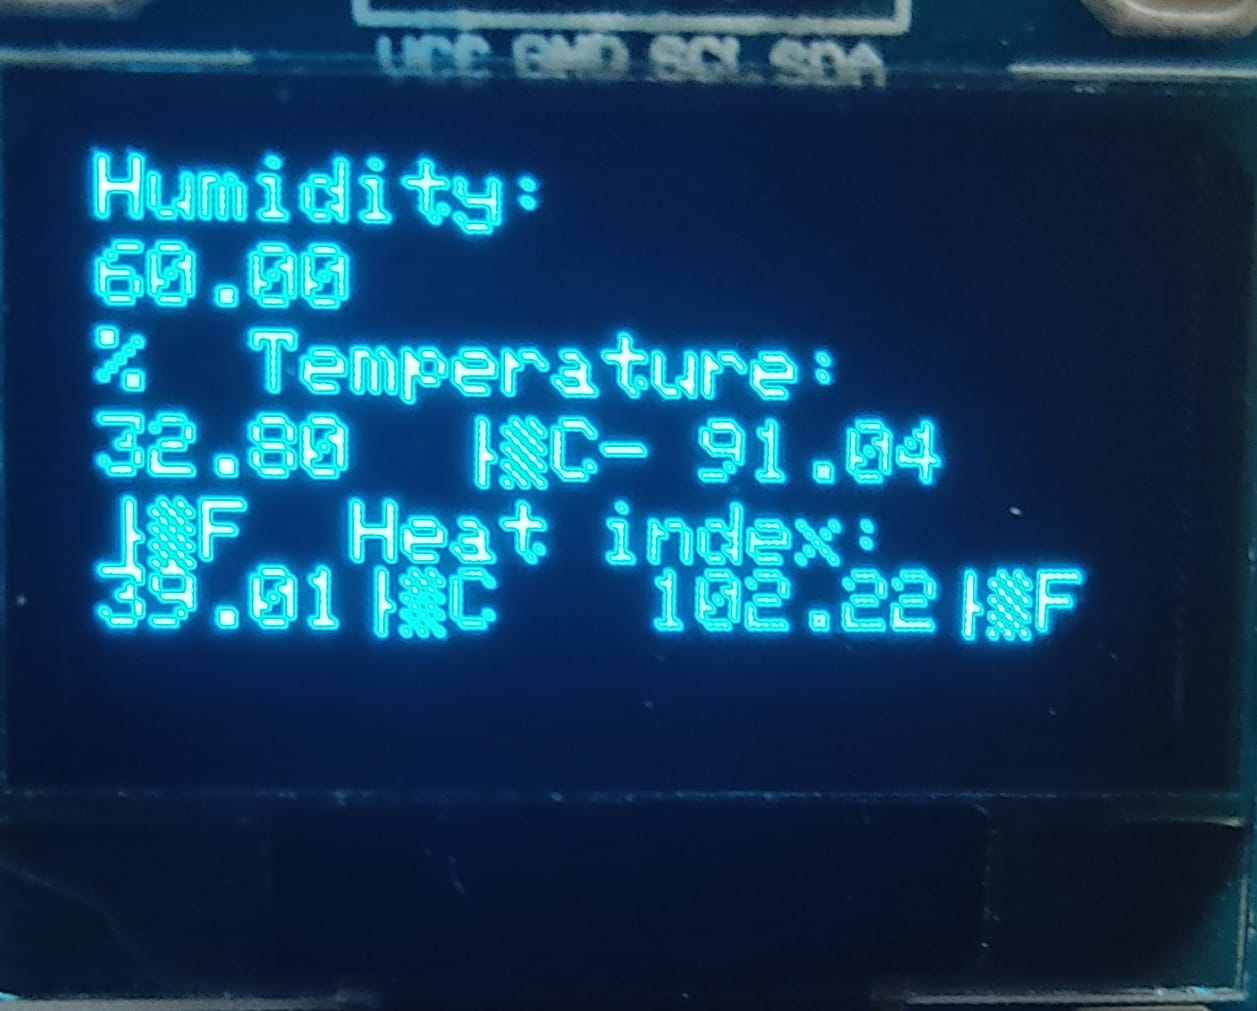 VCC GND SCL SDA
Humidity:
60.00
% Temperature:
32.80 ├░C- 91.04
├░F Heat index:
39.01├░C 102.22├░F